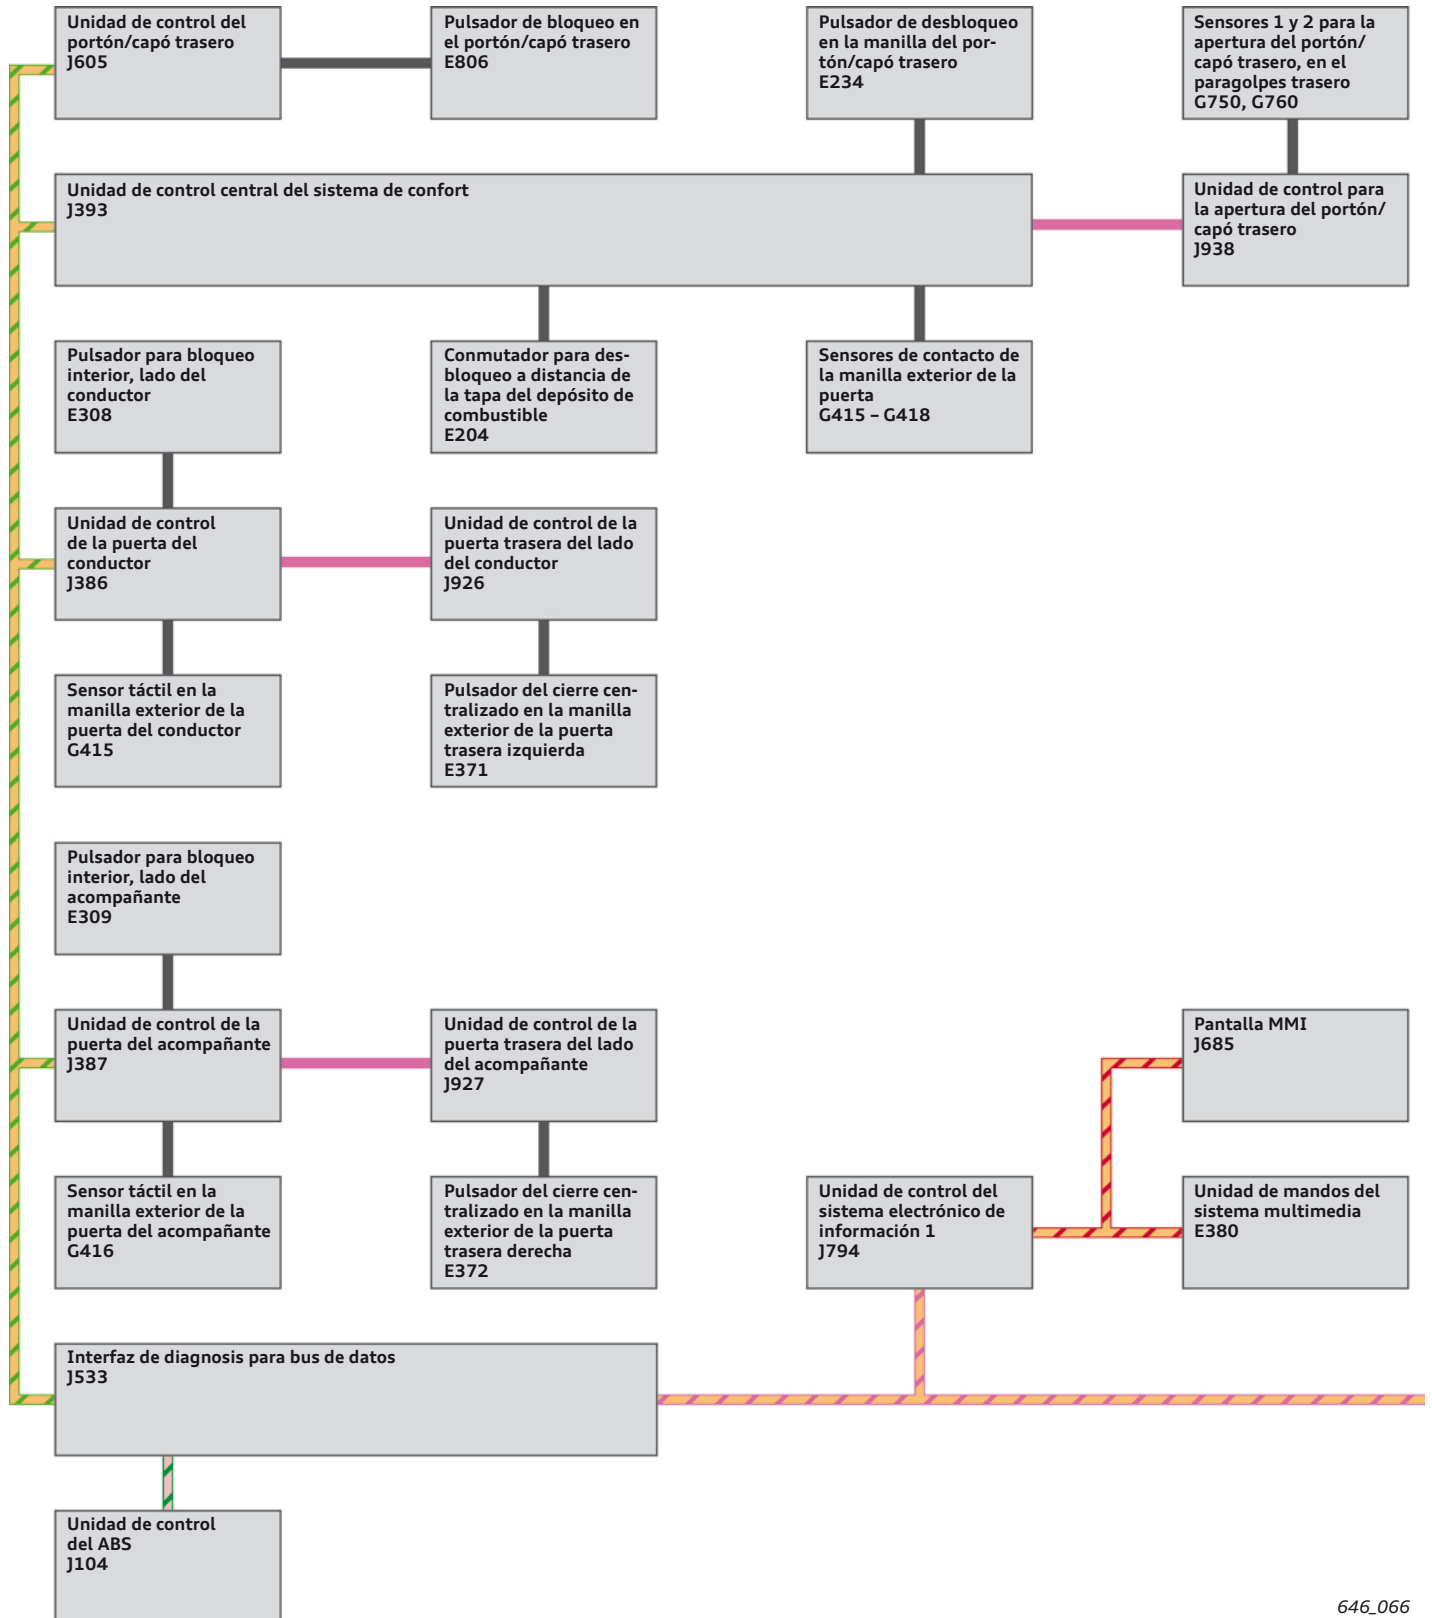 Unidad de control del
portón/capó trasero
J605
Pulsador de bloqueo en
el portón/capó trasero
E806
Pulsador de desbloqueo
en la manilla del por-
tón/capó trasero
E234
Sensores 1 y 2 para la
apertura del portón/
capó trasero, en el
paragolpes trasero
G750, G760
Unidad de control central del sistema de confort
J393
Unidad de control para
la apertura del portón/
capó trasero
J938
Pulsador para bloqueo
interior, lado del
conductor
E308
Conmutador para des-
bloqueo a distancia de
la tapa del depósito de
combustible
E204
Sensores de contacto de
la manilla exterior de la
puerta
G415 – G418
Unidad de control
de la puerta del
conductor
J386
Unidad de control de la
puerta trasera del lado
del conductor
J926
Sensor táctil en la
manilla exterior de la
puerta del conductor
G415
Pulsador del cierre cen-
tralizado en la manilla
exterior de la puerta
trasera izquierda
E371
Pulsador para bloqueo
interior, lado del
acompañante
E309
Unidad de control de la
puerta del acompañante
J387
Unidad de control de la
puerta trasera del lado
del acompañante
J927
Pantalla MMI
J685
Sensor táctil en la
manilla exterior de la
puerta del acompañante
G416
Pulsador del cierre cen-
tralizado en la manilla
exterior de la puerta
trasera derecha
E372
Unidad de control del
sistema electrónico de
información 1
J794
Unidad de mandos del
sistema multimedia
E380
Interfaz de diagnosis para bus de datos
J533
Unidad de control
del ABS
J104
646_066